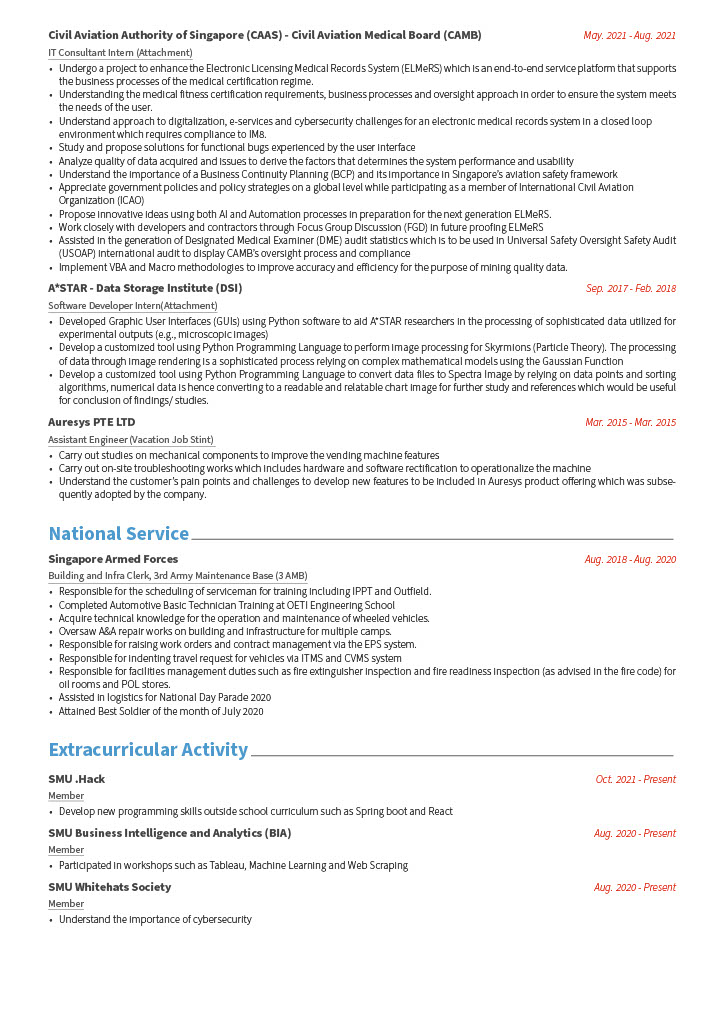 Civil Aviation Authority of Singapore (CAAS) - Civil Aviation Medical Board (CAMB) May. 2021 - Aug. 2021
IT Consultant Intern (Attachment)
• Undergo a project to enhance the Electronic Licensing Medical Records System (ELMeRS) which is an end-to-end service platform that supports
the business processes of the medical certification regime.
• Understanding the medical fitness certification requirements, business processes and oversight approach in order to ensure the system meets
the needs of the user.
• Understand approach to digitalization, e-services and cybersecurity challenges for an electronic medical records system in a closed loop
environment which requires compliance to IM8.
• Study and propose solutions for functional bugs experienced by the user interface
• Analyze quality of data acquired and issues to derive the factors that determines the system performance and usability
• Understand the importance of a Business Continuity Planning (BCP) and its importance in Singapore's aviation safety framework
• Appreciate government policies and policy strategies on a global level while participating as a member of International Civil Aviation
Organization (ICAO)
• Propose innovative ideas using both AI and Automation processes in preparation for the next generation ELMeRS.
• Work closely with developers and contractors through Focus Group Discussion (FGD) in future proofing ELMeRS
• Assisted in the generation of Designated Medical Examiner (DME) audit statistics which is to be used in Universal Safety Oversight Safety Audit
(USOAP) international audit to display CAMB's oversight process and compliance
• Implement VBA and Macro methodologies to improve accuracy and efficiency for the purpose of mining quality data.
A*STAR - Data Storage Institute (DSI) Sep. 2017 - Feb. 2018
Software Developer Intern(Attachment)
• Developed Graphic User Interfaces (GUIs) using Python software to aid A*STAR researchers in the processing of sophisticated data utilized for
experimental outputs (e.g., microscopic images)
• Develop a customized tool using Python Programming Language to perform image processing for Skyrmions (Particle Theory). The processing
of data through image rendering is a sophisticated process relying on complex mathematical models using the Gaussian Function
• Develop a customized tool using Python Programming Language to convert data files to Spectra Image by relying on data points and sorting
algorithms, numerical data is hence converting to a readable and relatable chart image for further study and references which would be useful
for conclusion of findings/ studies.
Auresys PTE LTD Mar. 2015 - Mar. 2015
Assistant Engineer (Vacation Job Stint)
• Carry out studies on mechanical components to improve the vending machine features
• Carry out on-site troubleshooting works which includes hardware and software rectification to operationalize the machine
• Understand the customer's pain points and challenges to develop new features to be included in Auresys product offering which was subse-
quently adopted by the company.
National Service
Singapore Armed Forces Aug. 2018 - Aug. 2020
Building and Infra Clerk, 3rd Army Maintenance Base (3 AMB)
• Responsible for the scheduling of serviceman for training including IPPT and Outfield.
• Completed Automotive Basic Technician Training at OETI Engineering School
• Acquire technical knowledge for the operation and maintenance of wheeled vehicles.
• Oversaw A&A repair works on building and infrastructure for multiple camps.
• Responsible for raising work orders and contract management via the EPS system.
• Responsible for indenting travel request for vehicles via ITMS and CVMS system
• Responsible for facilities management duties such as fire extinguisher inspection and fire readiness inspection (as advised in the fire code) for
oil rooms and POL stores.
• Assisted in logistics for National Day Parade 2020
• Attained Best Soldier of the month of July 2020
Extracurricular Activity
SMU .Hack Oct. 2021 - Present
Member
• Develop new programming skills outside school curriculum such as Spring boot and React
SMU Business Intelligence and Analytics (BIA) Aug. 2020 - Present
Member
• Participated in workshops such as Tableau, Machine Learning and Web Scraping
SMU Whitehats Society Aug. 2020 - Present
Member
• Understand the importance of cybersecurity